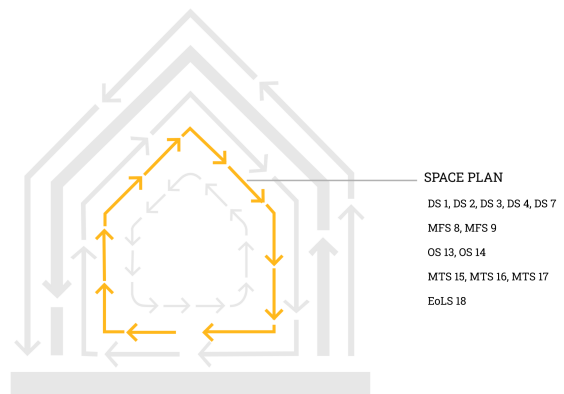 SPACE PLAN
DS 1, DS 2, DS 3, DS 4, DS 7
MFS 8, MFS 9
OS 13, OS 14
MTS 15, MTS 16, MTS 17
EoLS 18